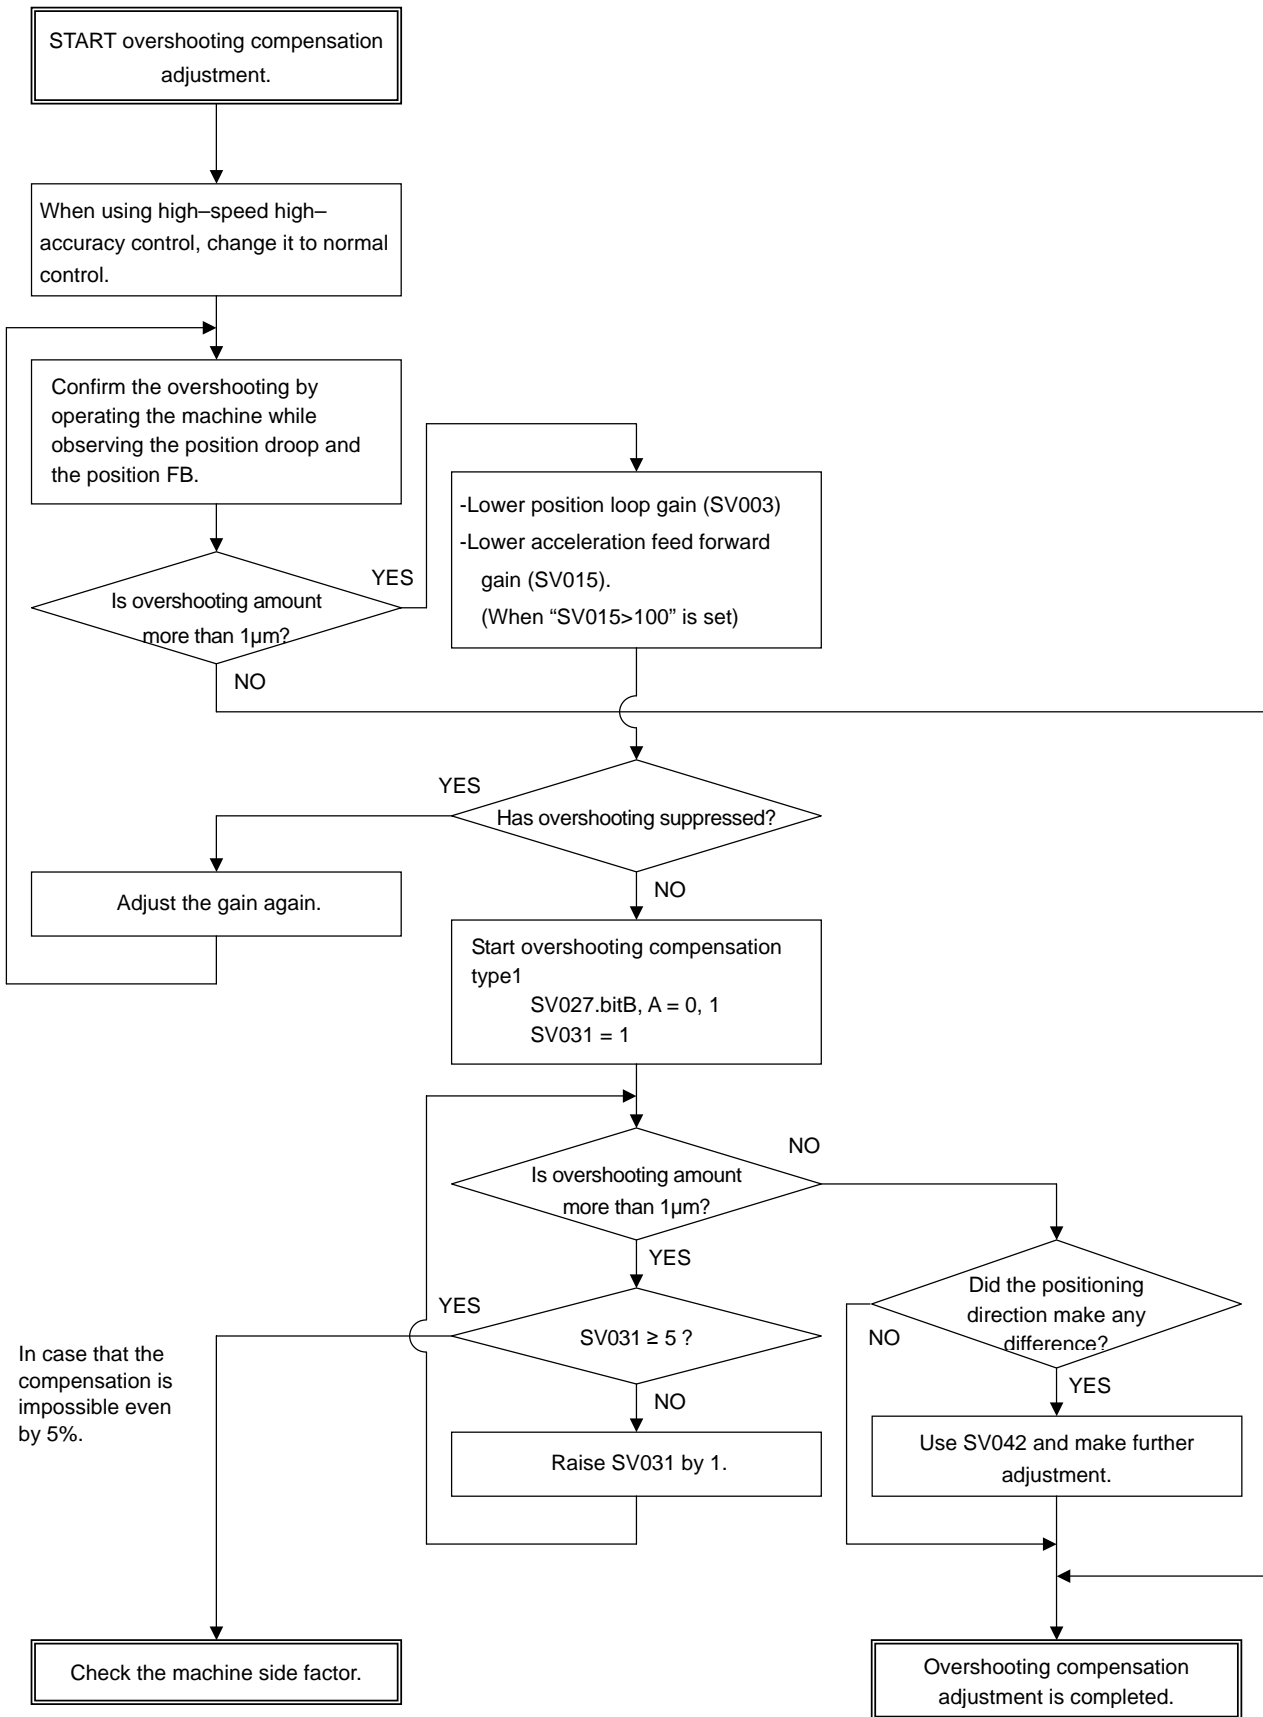 START overshooting compensation
adjustment.
When using high–speed high–
accuracy control, change it to normal
control.
Confirm the overshooting by
operating the machine while
observing the position droop and
the position FB.
Is overshooting amount
more than 1μm?
YES
NO
-Lower position loop gain (SV003)
-Lower acceleration feed forward
gain (SV015).
(When “SV015>100” is set)
Has overshooting suppressed?
YES
NO
Adjust the gain again.
Start overshooting compensation
type1
SV027.bitB, A = 0, 1
SV031 = 1
Is overshooting amount
more than 1μm?
NO
YES
SV031 ≥ 5 ?
YES
NO
Raise SV031 by 1.
Did the positioning
direction make any
difference?
NO
YES
Use SV042 and make further
adjustment.
In case that the
compensation is
impossible even
by 5%.
Check the machine side factor.
Overshooting compensation
adjustment is completed.